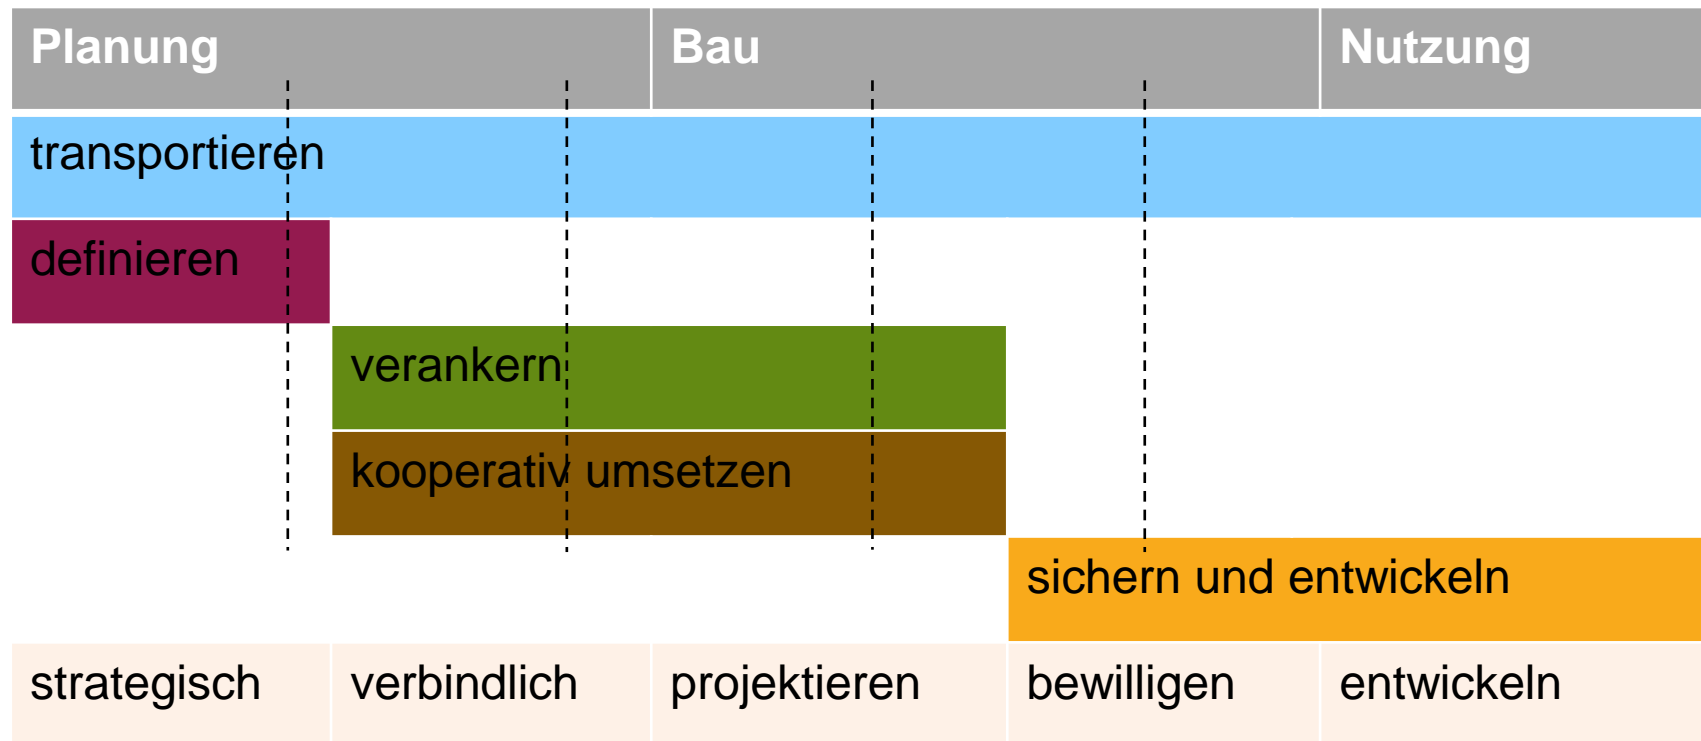 Planung Bau Nutzung
transportieren
definieren
verankern
kooperativ umsetzen
sichern und entwickeln
strategisch verbindlich projektieren bewilligen entwickeln